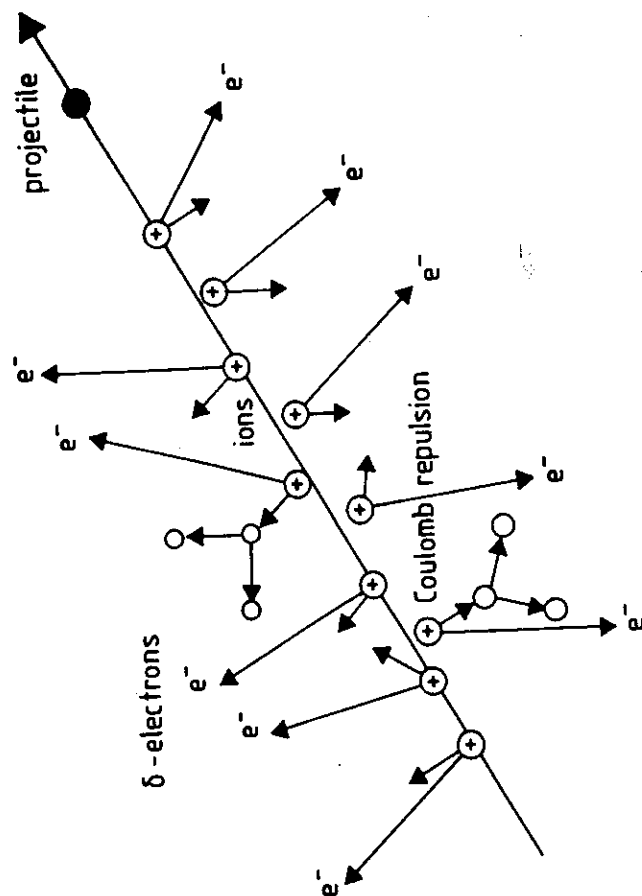 projectile
e⁻
e⁻
e⁻
e⁻
e⁻
ions
e⁻
Coulomb repulsion
e⁻
e⁻
δ-electrons
e⁻
e⁻
+
+
+
+
+
+
+
+
+
+
e⁻